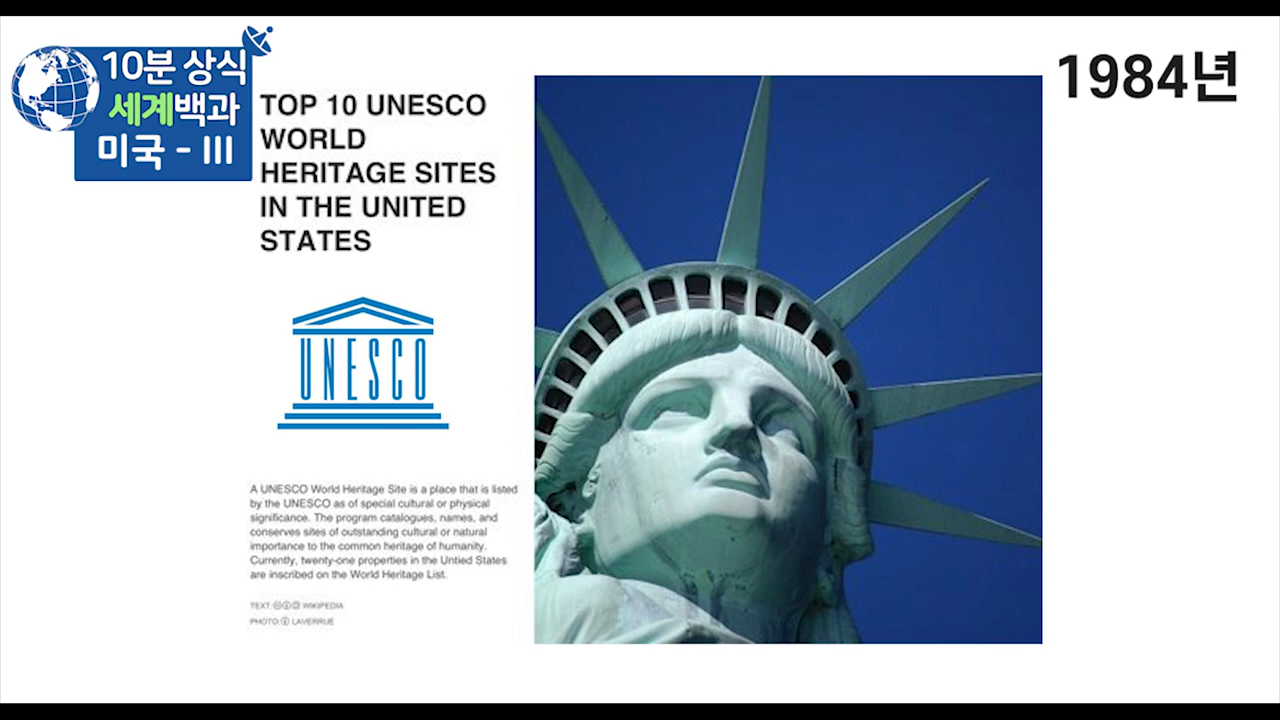 10분 상식
세계백과
미국 - III
1984년
TOP 10 UNESCO
WORLD
HERITAGE SITES
IN THE UNITED
STATES
UNESCO
A UNESCO World Heritage Site is a place that is listed
by the UNESCO as of special cultural or physical
significance. The program catalogues, names, and
conserves sites of outstanding cultural or natural
importance to the common heritage of humanity.
Currently, twenty-one properties in the Untied States
are inscribed on the World Heritage List.
TEXT: WIKIPEDIA
PHOTO: LAVERRUE